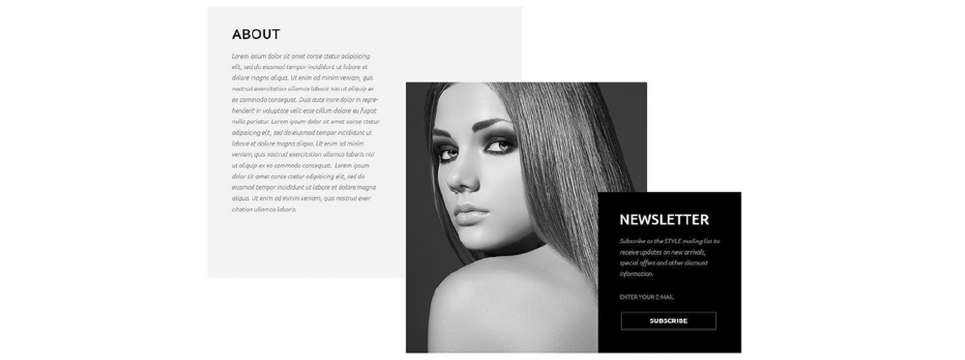 ABOUT
Lorem ipsum dolor sit amet conse ctetur adipisicing
elit, sed do eiusmod tempor incididunt ut labore et
dolore magna aliqua. Ut enim ad minim veniam, quis
nostrud exercitation ullamco laboris nisi ut aliquip ex
ea commodo consequat. Duis aute irure dolor in repre-
henderit in voluptate velit esse cillum dolore eu fugiat
nulla pariatur. Lorem ipsum dolor sit amet conse ctetur
adipisicing elit, sed do eiusmod tempor incididunt ut
labore et dolore magna aliqua. Ut enim ad minim
veniam, quis nostrud exercitation ullamco laboris nisi
ut aliquip ex ea commodo consequat. Lorem ipsum
dolor sit amet conse ctetur adipisicing elit, sed do
eiusmod tempor incididunt ut labore et dolore magna
aliqua. Ut enim ad minim veniam, quis nostrud exer
citation ullamco laboris.
NEWSLETTER
Subscribe to the STYLE mailing list to
receive updates on new arrivals,
special offers and other discount
information.
ENTER YOUR E-MAIL
SUBSCRIBE